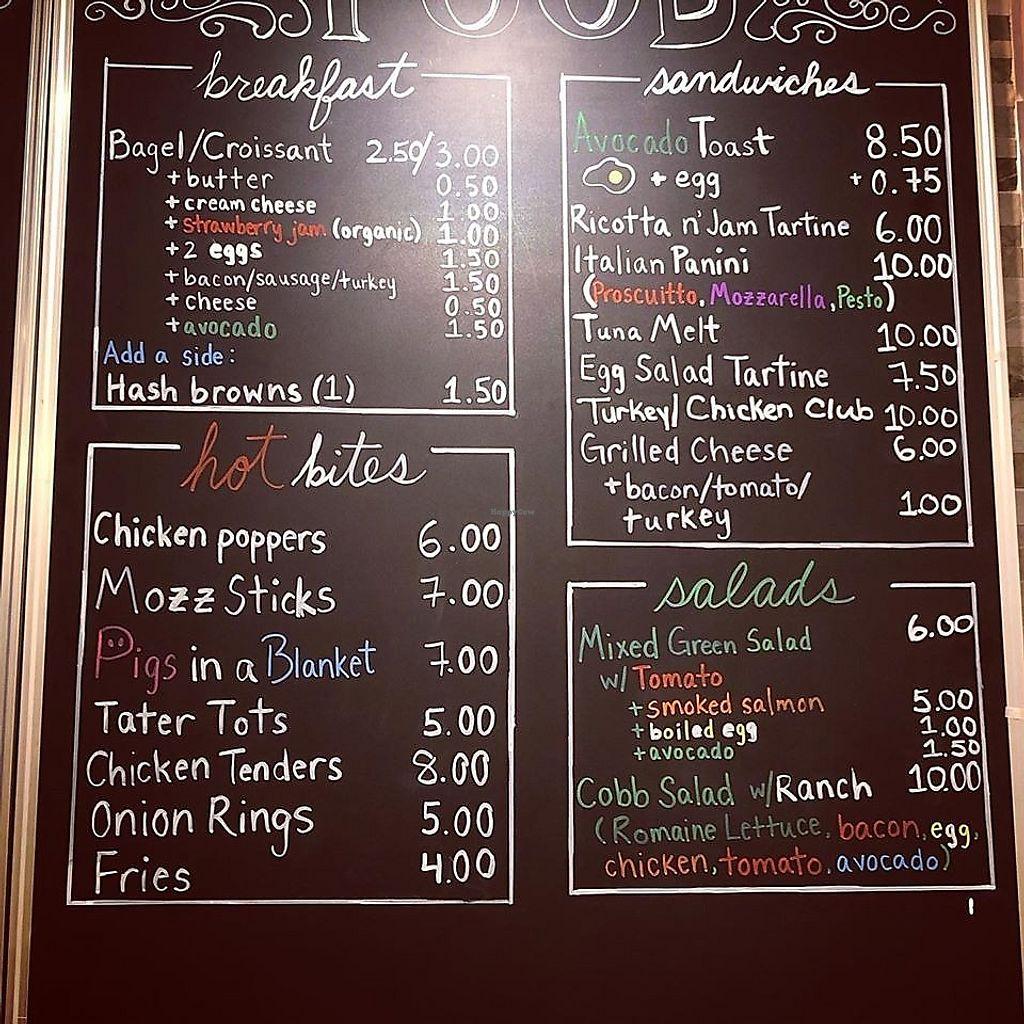 FOOD
breakfast
Bagel/Croissant 2.50/3.00
+butter 0.50
+cream cheese 1.00
+strawberry jam (organic) 1.00
+2 eggs 1.50
+bacon/sausage/turkey 1.50
+cheese 0.50
+avocado 1.50
Add a side:
Hash browns (1) 1.50
hot bites
Chicken poppers 6.00
Mozz Sticks 7.00
Pigs in a Blanket 7.00
Tater Tots 5.00
Chicken Tenders 8.00
Onion Rings 5.00
Fries 4.00
sandwiches
Avocado Toast 8.50
+ egg + 0.75
Ricotta n' Jam Tartine 6.00
Italian Panini 10.00
(Proscuitto, Mozzarella, Pesto)
Tuna Melt 10.00
Egg Salad Tartine 7.50
Turkey/Chicken Club 10.00
Grilled Cheese 6.00
+bacon/tomato/
turkey 1.00
salads
Mixed Green Salad 6.00
w/ Tomato
+smoked salmon 5.00
+boiled egg 1.00
+avocado 1.50
Cobb Salad w/Ranch 10.00
(Romaine Lettuce, bacon, egg,
chicken, tomato, avocado)
HappyCow